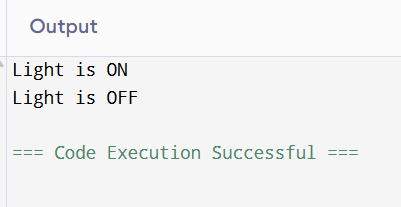 Output
Light is ON
Light is OFF
=== Code Execution Successful ===